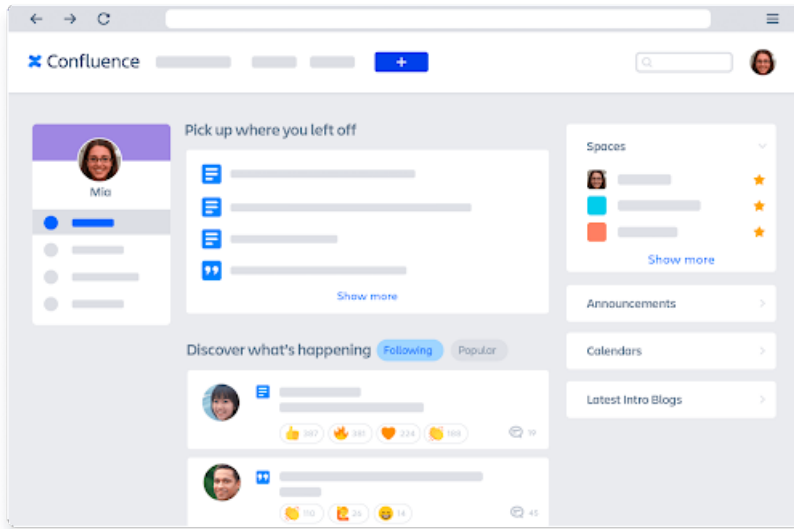 Confluence
+
Pick up where you left off
Mia
Show more
Discover what's happening Following Popular
387 381 224 188 19
110 26 14 45
Spaces
Show more
Announcements
Calendars
Latest Intro Blogs